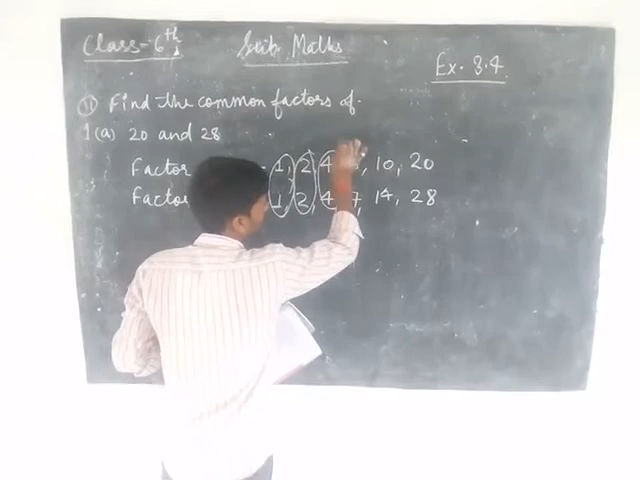 Class-6th
Sub. Maths
Ex. 3.4
Find the common factors of.
1(a) 20 and 28
Factor 1, 2, 4, 10, 20
Factor 1, 2, 4, 7, 14, 28